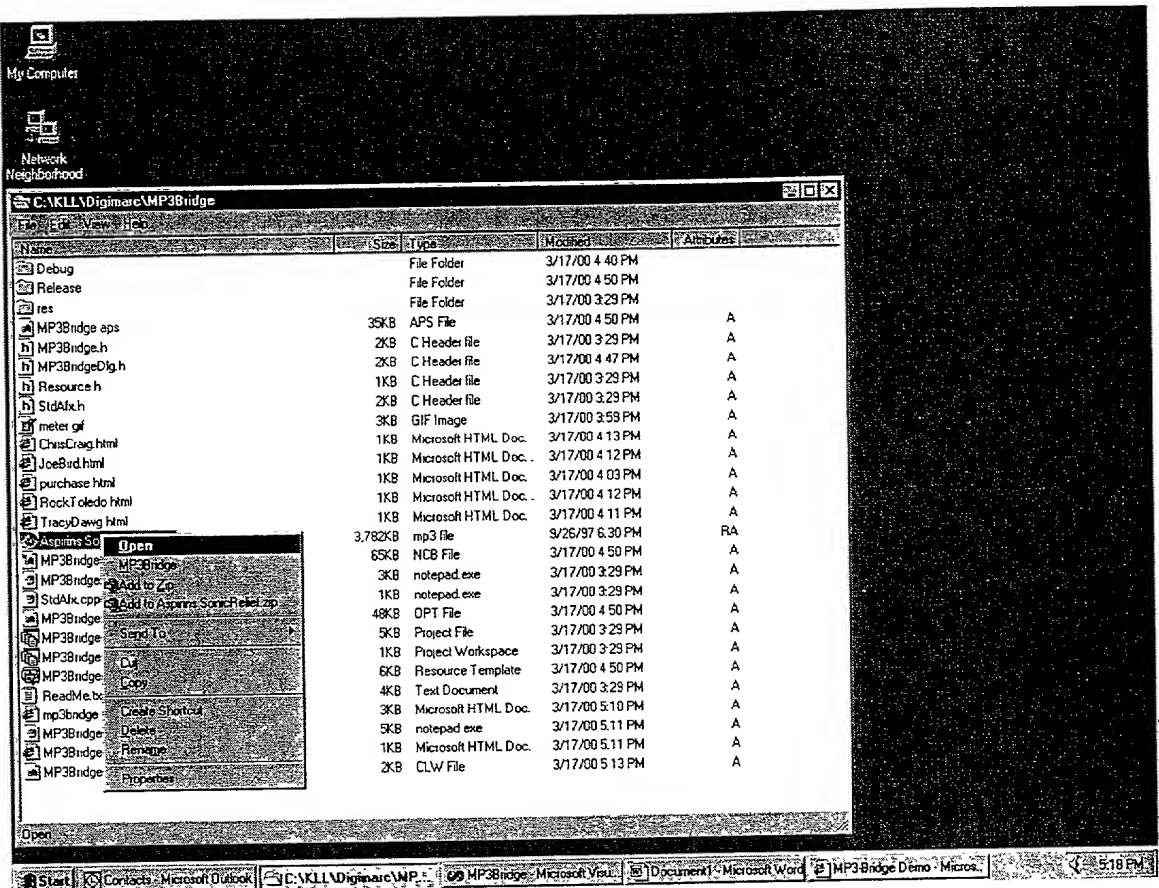 My Computer
Network
Neighborhood
C:\KLL\Digimarc\MP3Bridge
File Edit View Help
Name Size Type Modified Attributes
Debug File Folder 3/17/00 4 40 PM
Release File Folder 3/17/00 4 50 PM
res File Folder 3/17/00 3:29 PM
MP3Bridge aps 35KB APS File 3/17/00 4 50 PM A
MP3Bridge.h 2KB C Header file 3/17/00 3 29 PM A
MP3BridgeDlg.h 2KB C Header file 3/17/00 4 47 PM A
Resource h 1KB C Header file 3/17/00 3 29 PM A
StdAfx.h 2KB C Header file 3/17/00 3:29 PM A
meter gif 3KB GIF Image 3/17/00 3:59 PM A
ChrisCraig.html 1KB Microsoft HTML Doc. 3/17/00 4 13 PM A
JoeBird.html 1KB Microsoft HTML Doc. . 3/17/00 4 12 PM A
purchase html 1KB Microsoft HTML Doc. 3/17/00 4 03 PM A
RockToledo html 1KB Microsoft HTML Doc. . 3/17/00 4 12 PM A
TracyDawg html 1KB Microsoft HTML Doc. 3/17/00 4 11 PM A
Aspirins So 3,782KB mp3 file 9/26/97 6.30 PM RA
MP3Bridge 65KB NCB File 3/17/00 4 50 PM A
MP3Bridge 3KB notepad.exe 3/17/00 3:29 PM A
StdAfx.cpp 1KB notepad.exe 3/17/00 3:29 PM A
MP3Bridge 48KB OPT File 3/17/00 4 50 PM A
MP3Bridge 5KB Project File 3/17/00 3:29 PM A
MP3Bridge 1KB Project Workspace 3/17/00 3:29 PM A
MP3Bridge 6KB Resource Template 3/17/00 4 50 PM A
ReadMe.tx 4KB Text Document 3/17/00 3:29 PM A
mp3bridge 3KB Microsoft HTML Doc. 3/17/00 5:10 PM A
MP3Bridge 5KB notepad exe 3/17/00 5.11 PM A
MP3Bridge 1KB Microsoft HTML Doc. 3/17/00 5.11 PM A
MP3Bridge 2KB CLW File 3/17/00 5 13 PM A
Open
MP3Bridge
Add to Zip
Add to Aspirins SonicRelief.zip
Send To
Cut
Copy
Create Shortcut
Delete
Rename
Properties
Open
Start Contacts - Microsoft Outlook C:\KLL\Digimarc\MP... MP3Bridge - Microsoft Visu... Document1 - Microsoft Word MP3-Bridge Demo - Micros... 5:18 PM